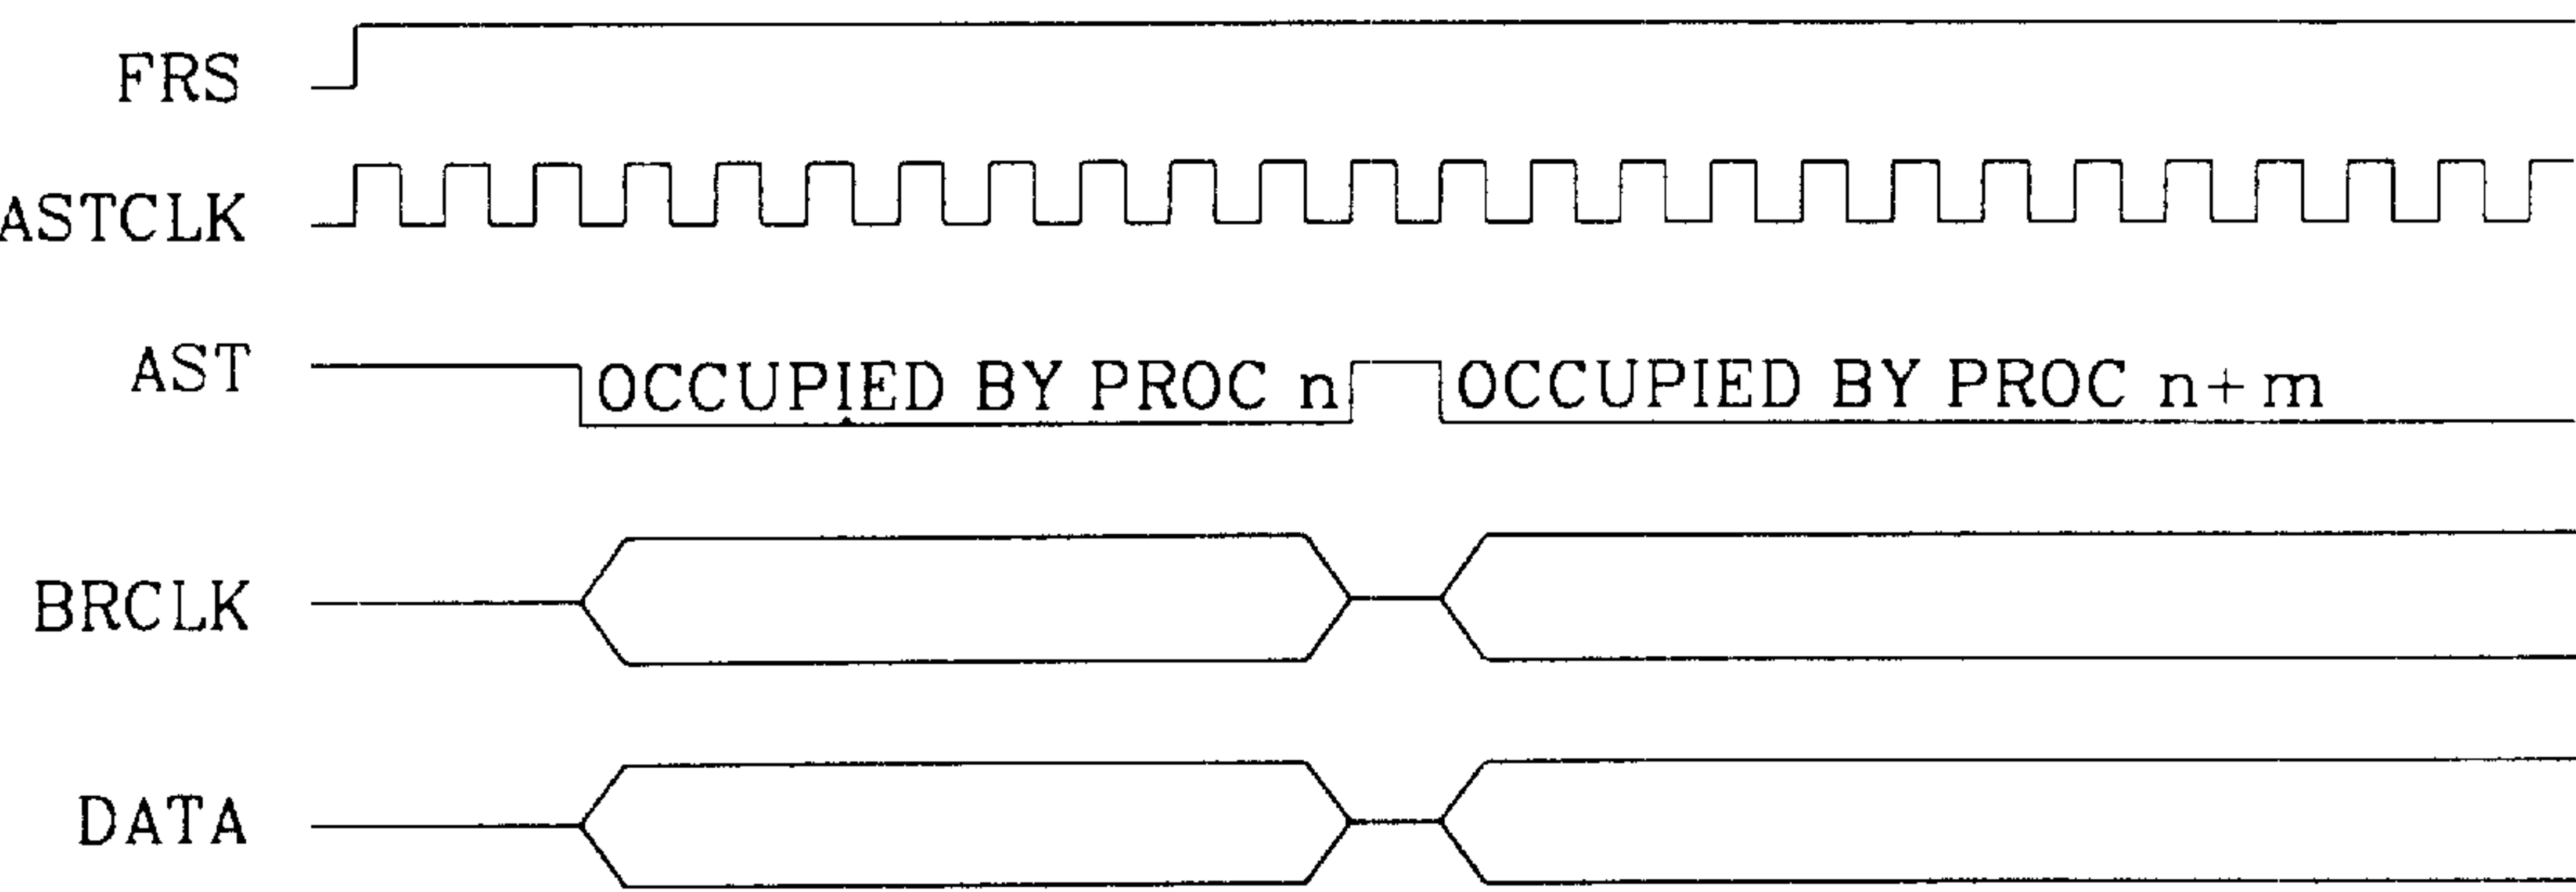 FRS
ASTCLK
AST OCCUPIED BY PROC n OCCUPIED BY PROC n+m
BRCLK
DATA